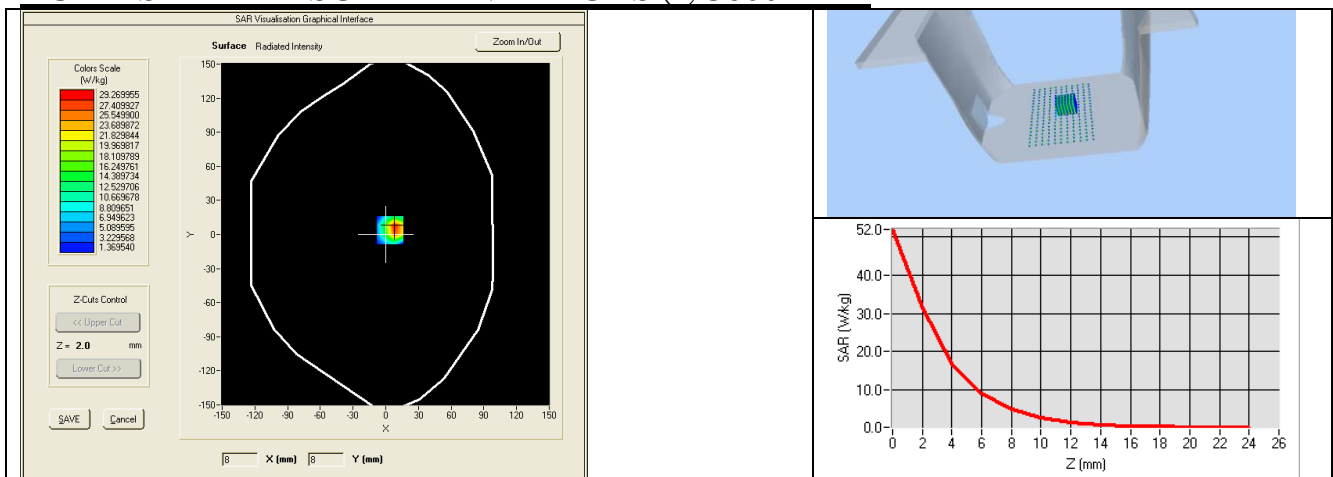 SAR Visualisation Graphical Interface
Surface Radiated Intensity
Zoom In/Out
Colors Scale
(W/kg)
29.269955
27.409927
25.549900
23.689872
21.829844
19.969817
18.109789
16.249761
14.389734
12.529706
10.669678
8.809651
6.949623
5.089595
3.229568
1.369540
Z-Cuts Control
<< Upper Cut
Z = 2.0 mm
Lower Cut >>
SAVE Cancel
150-
120-
90-
60-
30-
0-
-30-
-60-
-90-
-120-
-150-
Y
-150 -120 -90 -60 -30 0 30 60 90 120 150
X
8 X (mm) 8 Y (mm)
52.0-
40.0-
30.0-
20.0-
10.0-
0.0-
SAR (W/kg)
0 2 4 6 8 10 12 14 16 18 20 22 24 26
Z (mm)